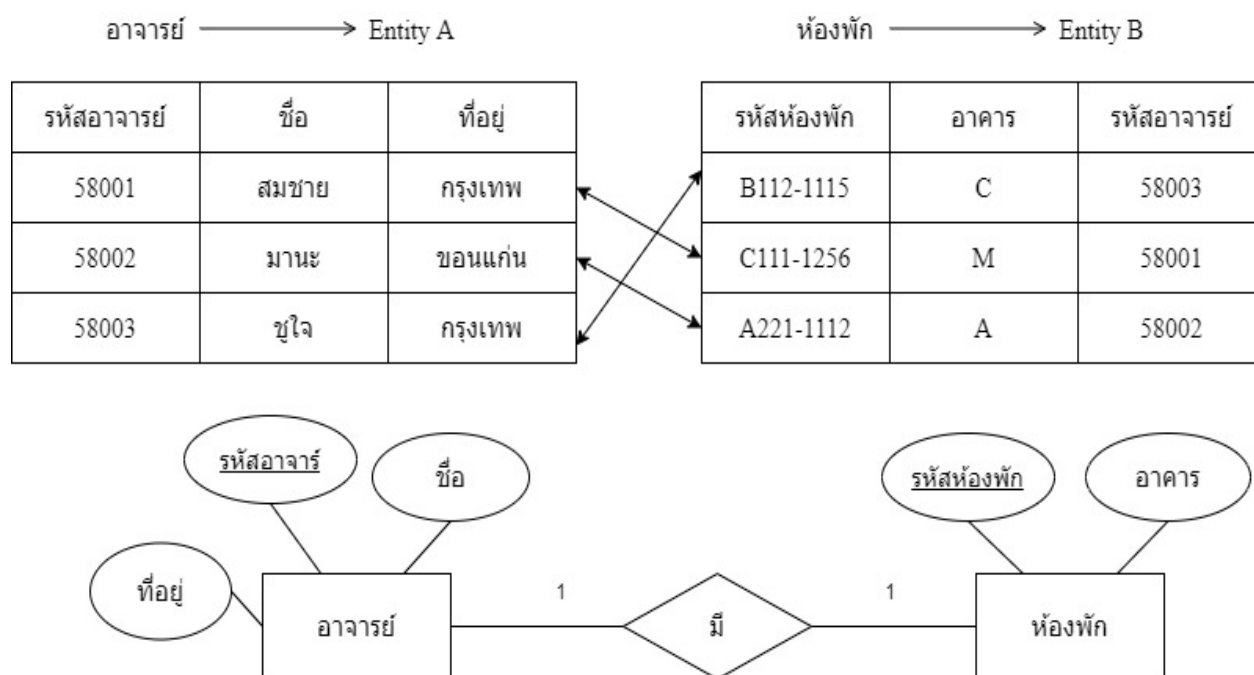 อาจารย์ Entity A ห้องพัก Entity B
รหัสอาจารย์ ชื่อ ที่อยู่ รหัสห้องพัก อาคาร รหัสอาจารย์
58001 สมชาย กรุงเทพ B112-1115 C 58003
58002 มานะ ขอนแก่น C111-1256 M 58001
58003 ชูใจ กรุงเทพ A221-1112 A 58002
รหัสอาจาร์ ชื่อ รหัสห้องพัก อาคาร
ที่อยู่
1 1
อาจารย์ มี ห้องพัก